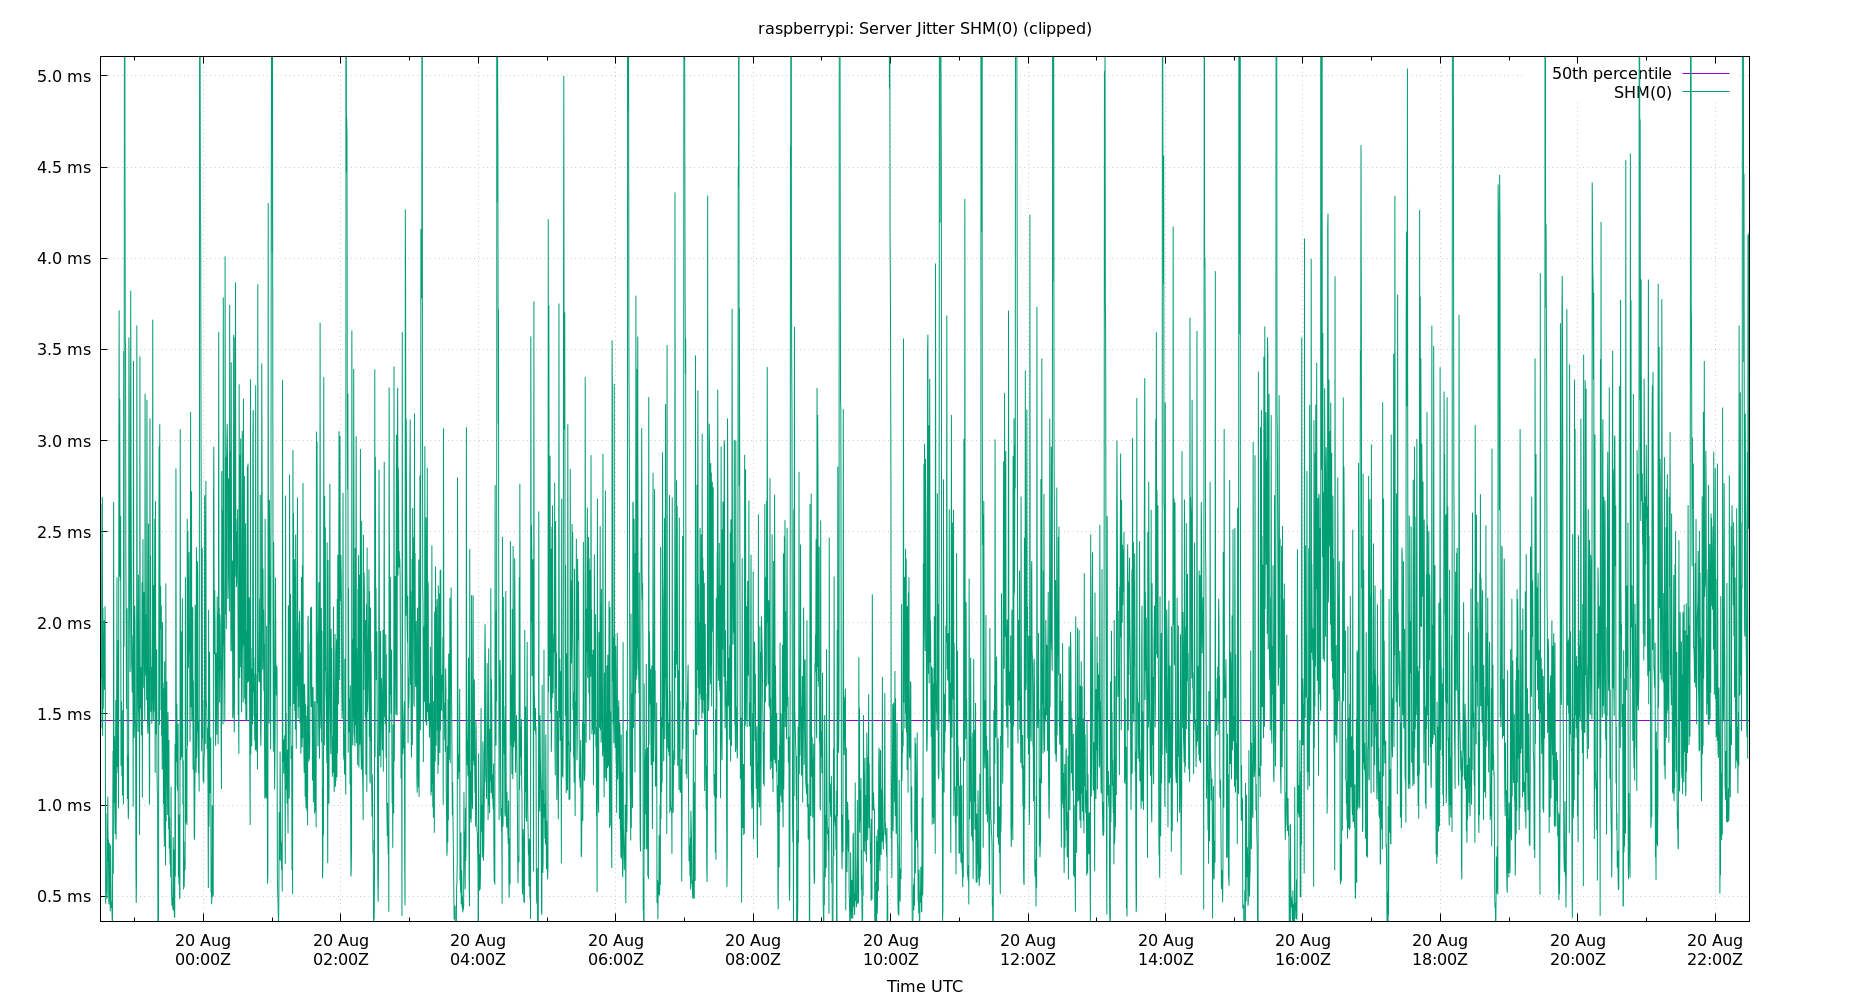 raspberrypi: Server Jitter SHM(0) (clipped)
50th percentile
SHM(0)
5.0 ms
4.5 ms
4.0 ms
3.5 ms
3.0 ms
2.5 ms
2.0 ms
1.5 ms
1.0 ms
0.5 ms
20 Aug 20 Aug 20 Aug 20 Aug 20 Aug 20 Aug 20 Aug 20 Aug 20 Aug 20 Aug 20 Aug 20 Aug
00:00Z 02:00Z 04:00Z 06:00Z 08:00Z 10:00Z 12:00Z 14:00Z 16:00Z 18:00Z 20:00Z 22:00Z
Time UTC